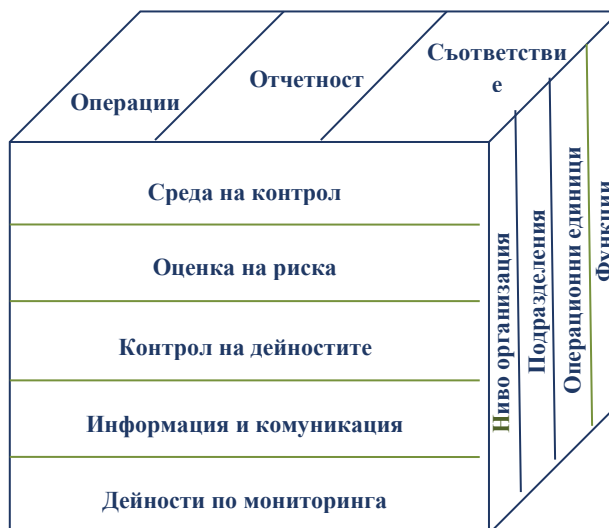 Операции
Отчетност
Съответстви
е
Среда на контрол
Оценка на риска
Контрол на дейностите
Информация и комуникация
Дейности по мониторинга
Ниво организация
Подразделения
Операционни единици
Функции